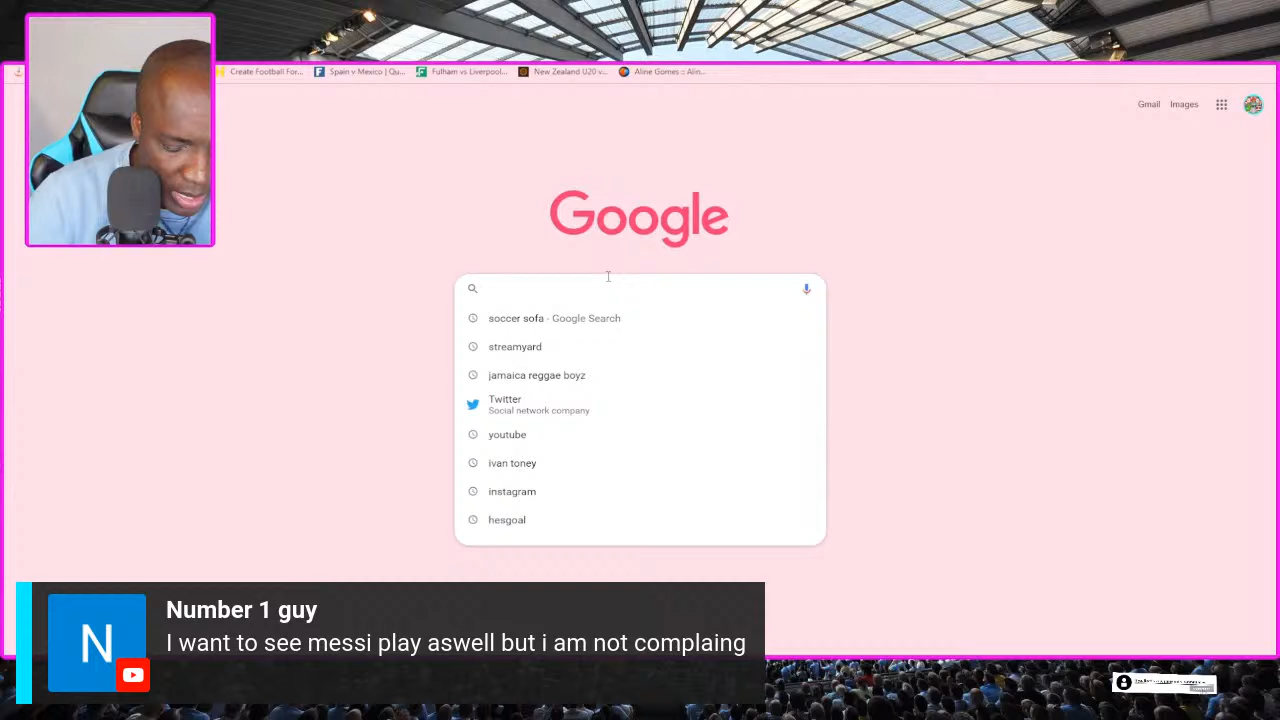 Create Football For...
Spain v Mexico | Qu...
Fulham vs Liverpool...
New Zealand U20 v...
Aline Gomes :: Alin...
Gmail Images
Google
soccer sofa - Google Search
streamyard
jamaica reggae boyz
Twitter
Social network company
youtube
ivan toney
instagram
hesgoal
N
Number 1 guy
I want to see messi play aswell but i am not complaing